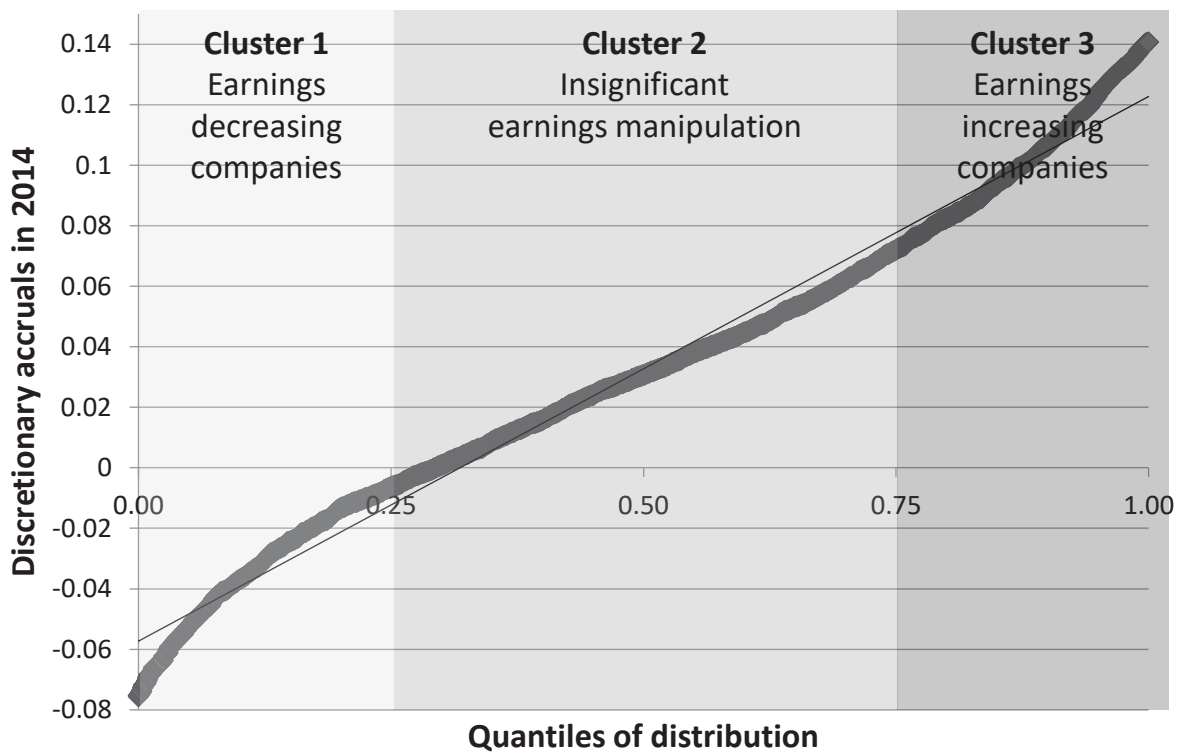 Cluster 1
Earnings
decreasing
companies
Cluster 2
Insignificant
earnings manipulation
Cluster 3
Earnings
increasing
companies
Discretionary accruals in 2014
0.14
0.12
0.1
0.08
0.06
0.04
0.02
0
-0.02
-0.04
-0.06
-0.08
0.00
0.25
0.50
0.75
1.00
Quantiles of distribution